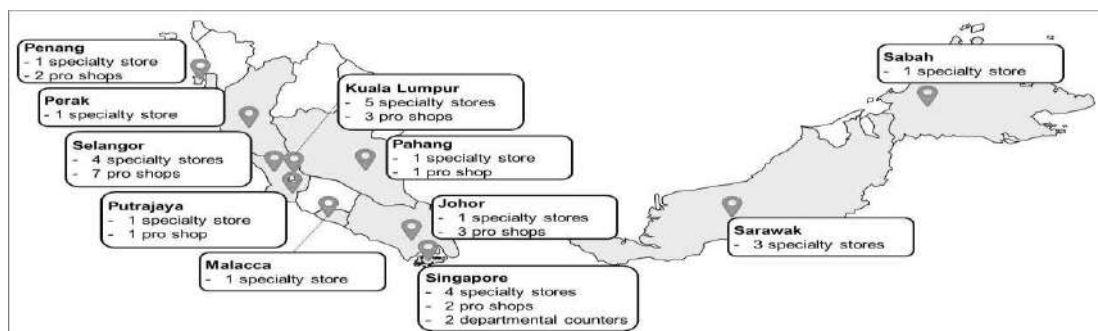 Penang
- 1 specialty store
- 2 pro shops
Perak
- 1 specialty store
Selangor
- 4 specialty stores
- 7 pro shops
Putrajaya
- 1 specialty store
- 1 pro shop
Malacca
- 1 specialty store
Kuala Lumpur
- 5 specialty stores
- 3 pro shops
Pahang
- 1 specialty store
- 1 pro shop
Johor
- 1 specialty stores
- 3 pro shops
Singapore
- 4 specialty stores
- 2 pro shops
- 2 departmental counters
Sabah
- 1 specialty store
Sarawak
- 3 specialty stores